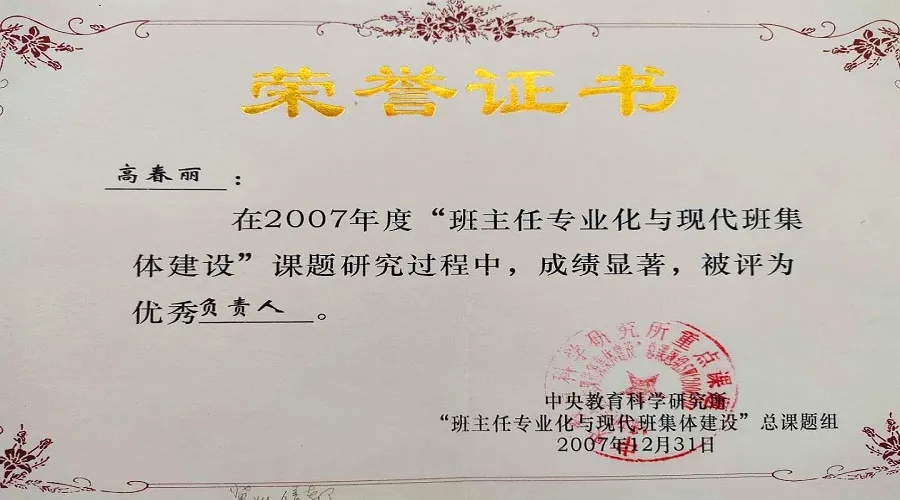 荣誉证书
高春丽：
在2007年度“班主任专业化与现代班集
体建设”课题研究过程中，成绩显著，被评为
优秀负责人。
中央教育科学研究所
“班主任专业化与现代班集体建设”总课题组
2007年12月31日